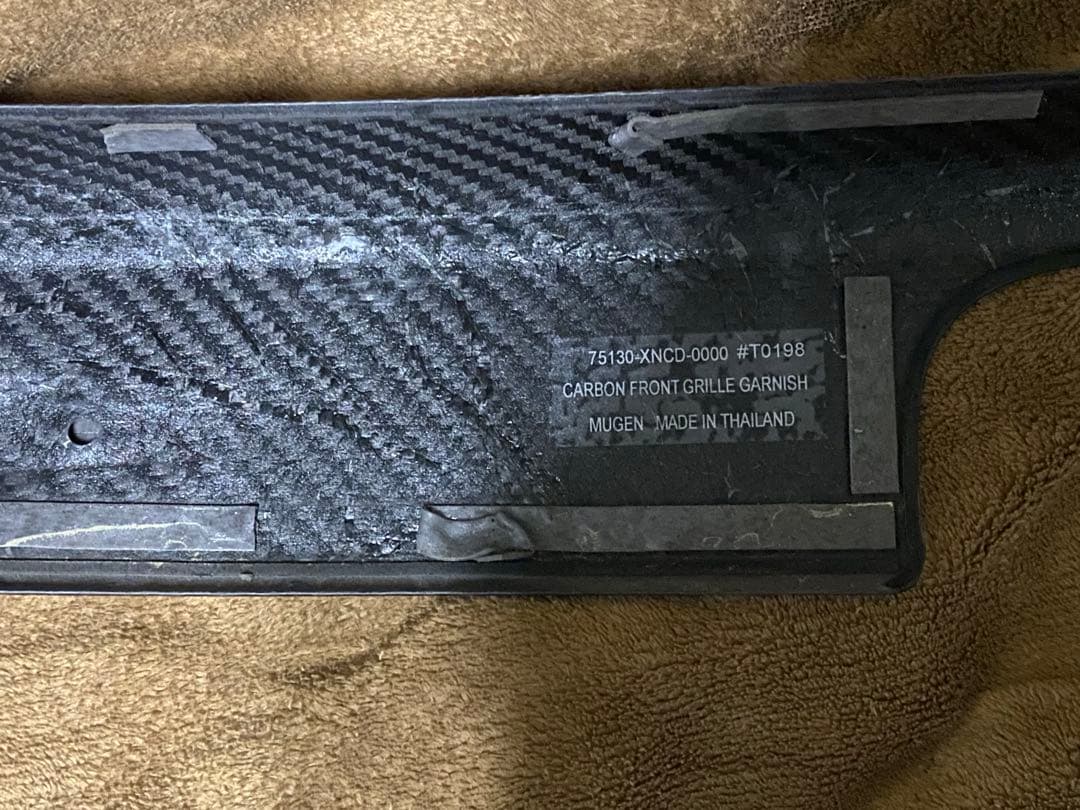 75130-XNCD-0000 #T0198
CARBON FRONT GRILLE GARNISH
MUGEN MADE IN THAILAND